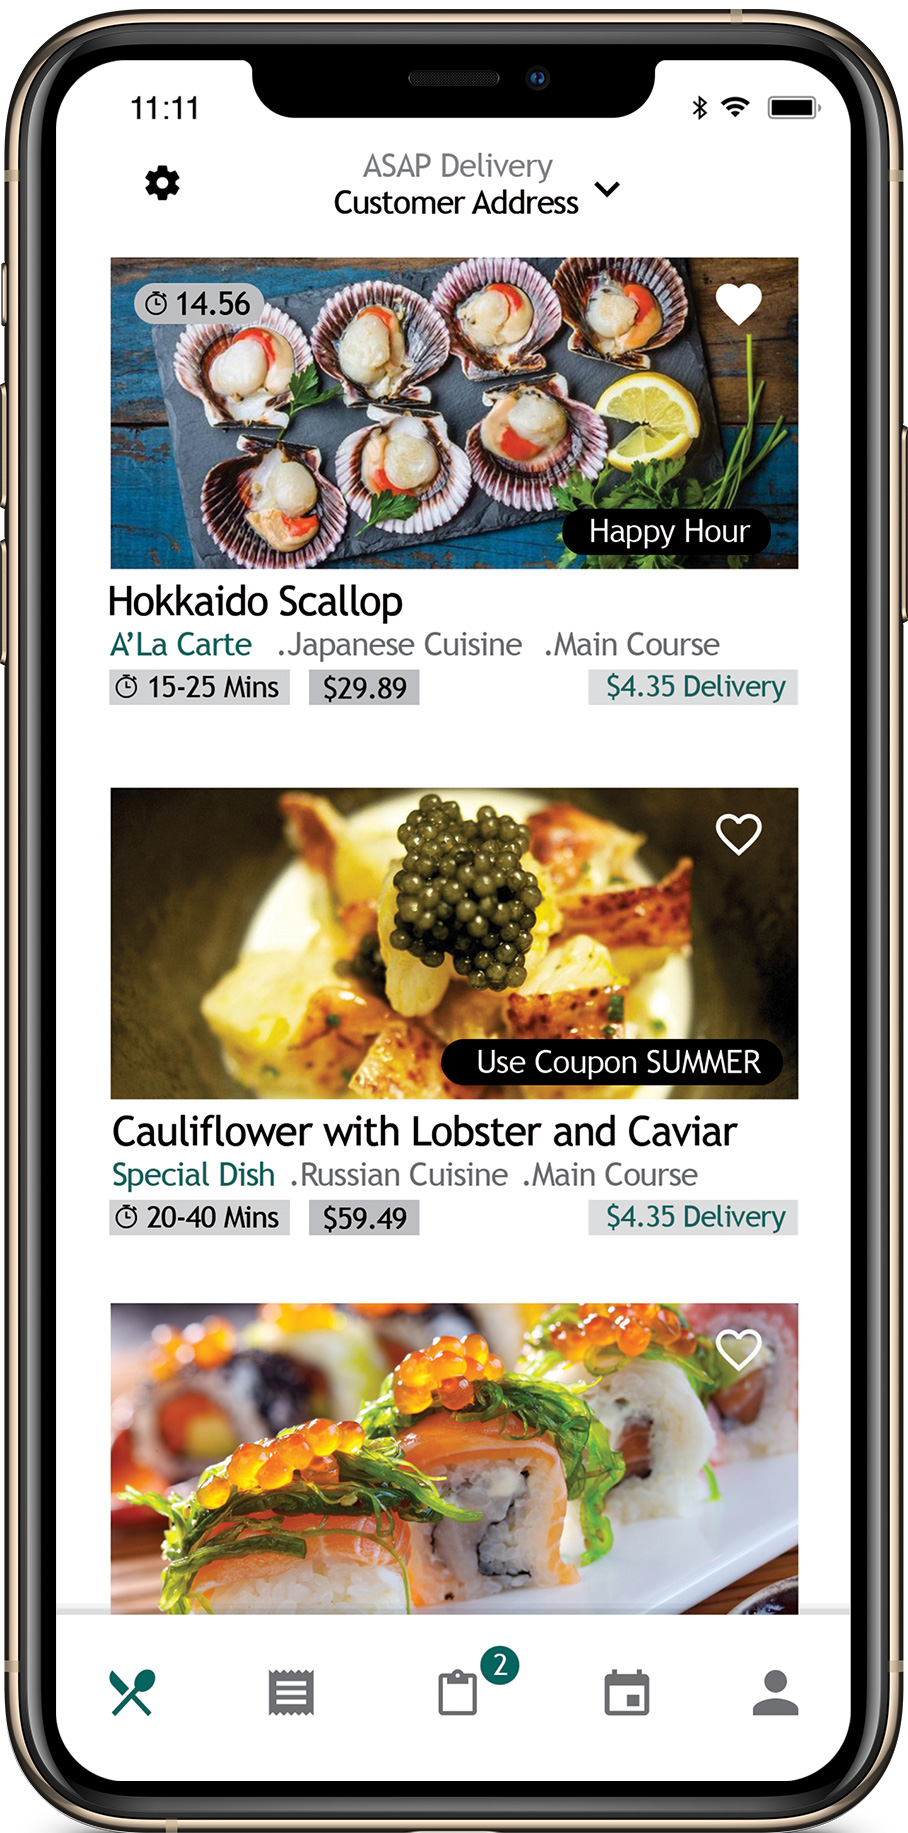 11:11
ASAP Delivery
Customer Address
14.56
Happy Hour
Hokkaido Scallop
A'La Carte .Japanese Cuisine .Main Course
15-25 Mins $29.89 $4.35 Delivery
Use Coupon SUMMER
Cauliflower with Lobster and Caviar
Special Dish .Russian Cuisine .Main Course
20-40 Mins $59.49 $4.35 Delivery
2